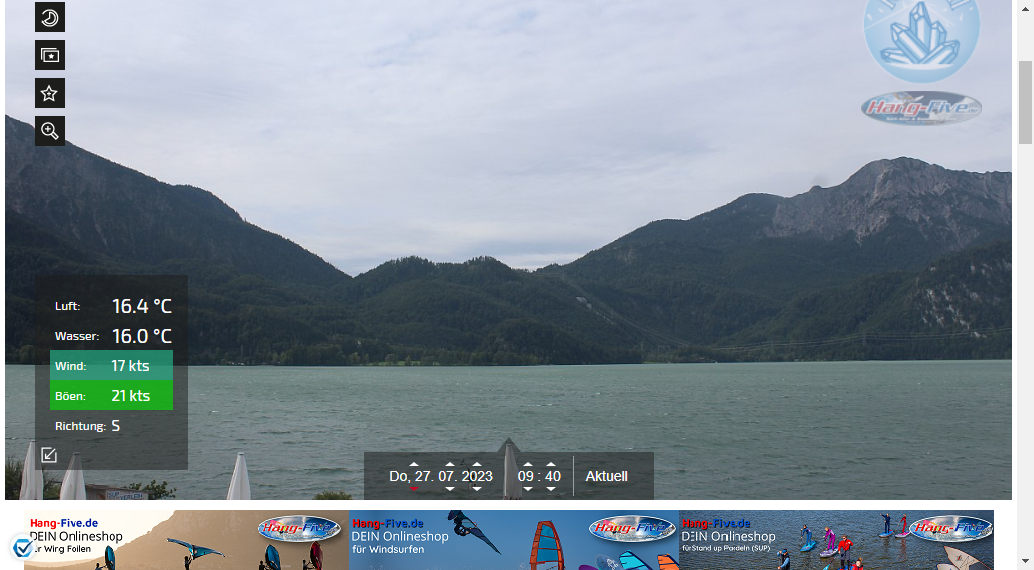 Hang-Five
Luft: 16.4 °C
Wasser: 16.0 °C
Wind: 17 kts
Böen: 21 kts
Richtung: S
Do, 27. 07. 2023 09 : 40 Aktuell
Hang-Five.de
DEIN Onlineshop
für Wing Foilen
Hang-Five
Hang-Five.de
DEIN Onlineshop
für Windsurfen
Hang-Five
Hang-Five.de
DEIN Onlineshop
für Stand up Paddeln (SUP)
Hang-Five